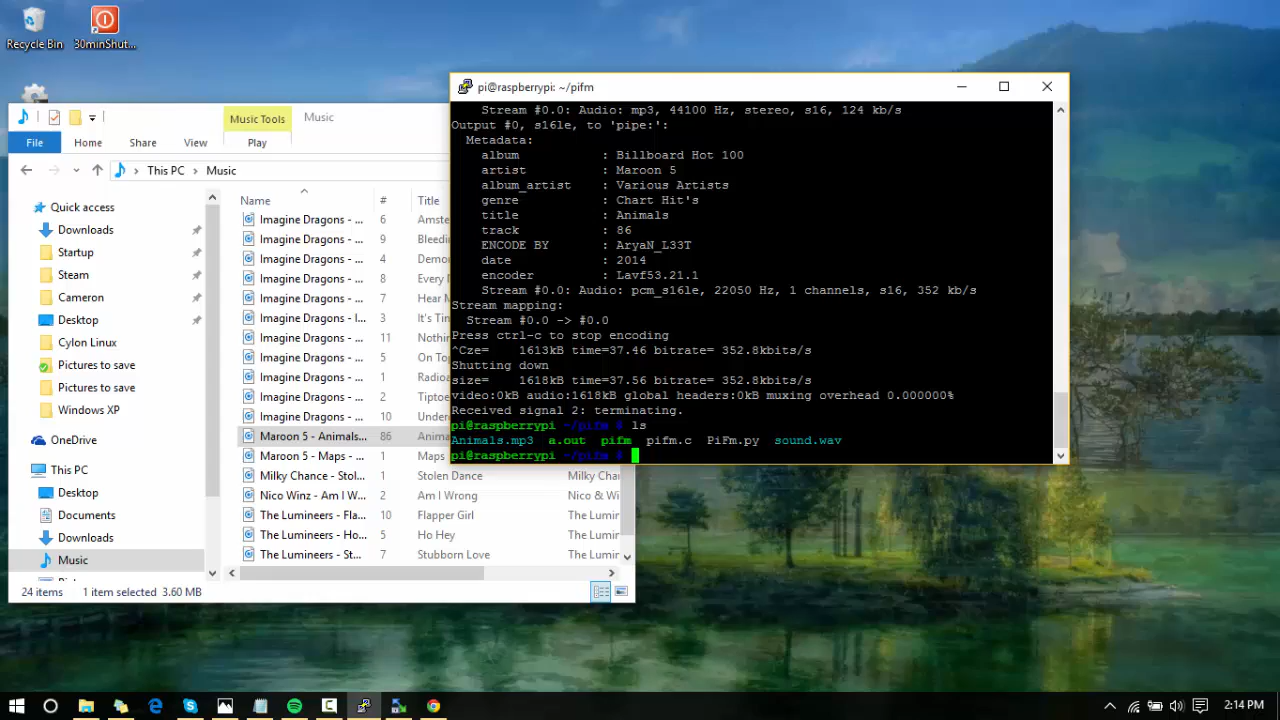 Recycle Bin
30minShut...
Music Tools
Music
File
Home
Share
View
Play
This PC
Music
Quick access
Downloads
Startup
Steam
Cameron
Desktop
Cylon Linux
Pictures to save
Pictures to save
Windows XP
OneDrive
This PC
Desktop
Documents
Downloads
Music
Name # Title
Imagine Dragons - ... 6 Amste
Imagine Dragons - ... 9 Bleedi
Imagine Dragons - ... 4 Demo
Imagine Dragons - ... 8 Every
Imagine Dragons - ... 7 Hear M
Imagine Dragons - I... 3 It's Tim
Imagine Dragons - ... 11 Nothin
Imagine Dragons - ... 5 On To
Imagine Dragons - ... 1 Radioa
Imagine Dragons - ... 2 Tiptoe
Imagine Dragons - ... 10 Under
Maroon 5 - Animals... 86 Anima
Maroon 5 - Maps - ... 1 Maps
Milky Chance - Stol... 1 Stolen Dance
Nico Winz - Am I W... 1 Am I Wrong Nico & Wi
The Lumineers - Fla... 10 Flapper Girl The Lumin
The Lumineers - Ho... 5 Ho Hey The Lumir
The Lumineers - St... 7 Stubborn Love The Lumir
24 items 1 item selected 3.60 MB
pi@raspberrypi: ~/pifm
Stream #0.0: Audio: mp3, 44100 Hz, stereo, s16, 124 kb/s
Output #0, s16le, to 'pipe:':
Metadata:
album : Billboard Hot 100
artist : Maroon 5
album_artist : Various Artists
genre : Chart Hit's
title : Animals
track : 86
ENCODE BY : AryaN_L33T
date : 2014
encoder : Lavf53.21.1
Stream #0.0: Audio: pcm_s16le, 22050 Hz, 1 channels, s16, 352 kb/s
Stream mapping:
Stream #0.0 -> #0.0
Press ctrl-c to stop encoding
^Cze= 1613kB time=37.46 bitrate= 352.8kbits/s
Shutting down
size= 1618kB time=37.56 bitrate= 352.8kbits/s
video:0kB audio:1618kB global headers:0kB muxing overhead 0.000000%
Received signal 2: terminating.
pi@raspberrypi ~/pifm # ls
Animals.mp3 a.out pifm pifm.c PiFm.py sound.wav
pi@raspberrypi ~/pifm #
2:14 PM